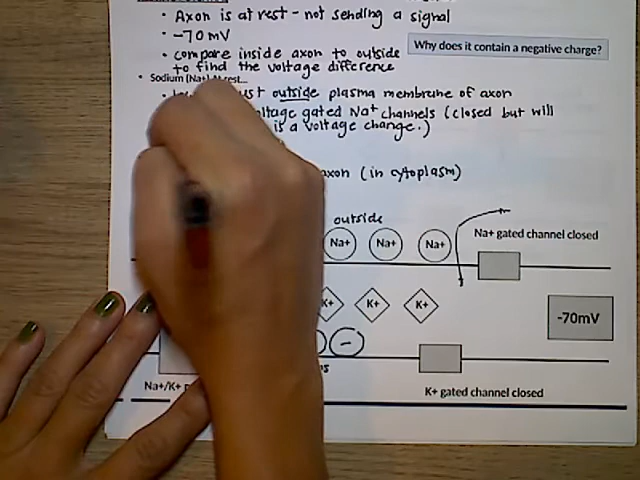 • Axon is at rest - not sending a signal
• -70 mV
• compare inside axon to outside
to find the voltage difference
Why does it contain a negative charge?
• Sodium (Na+)
outside plasma membrane of axon
voltage gated Na+ channels (closed but will
is a voltage change.)
axon (in cytoplasm)
outside
Na+ Na+ Na+
Na+ gated channel closed
K+ K+ K+
-70mV
-
Na+/K+
K+ gated channel closed